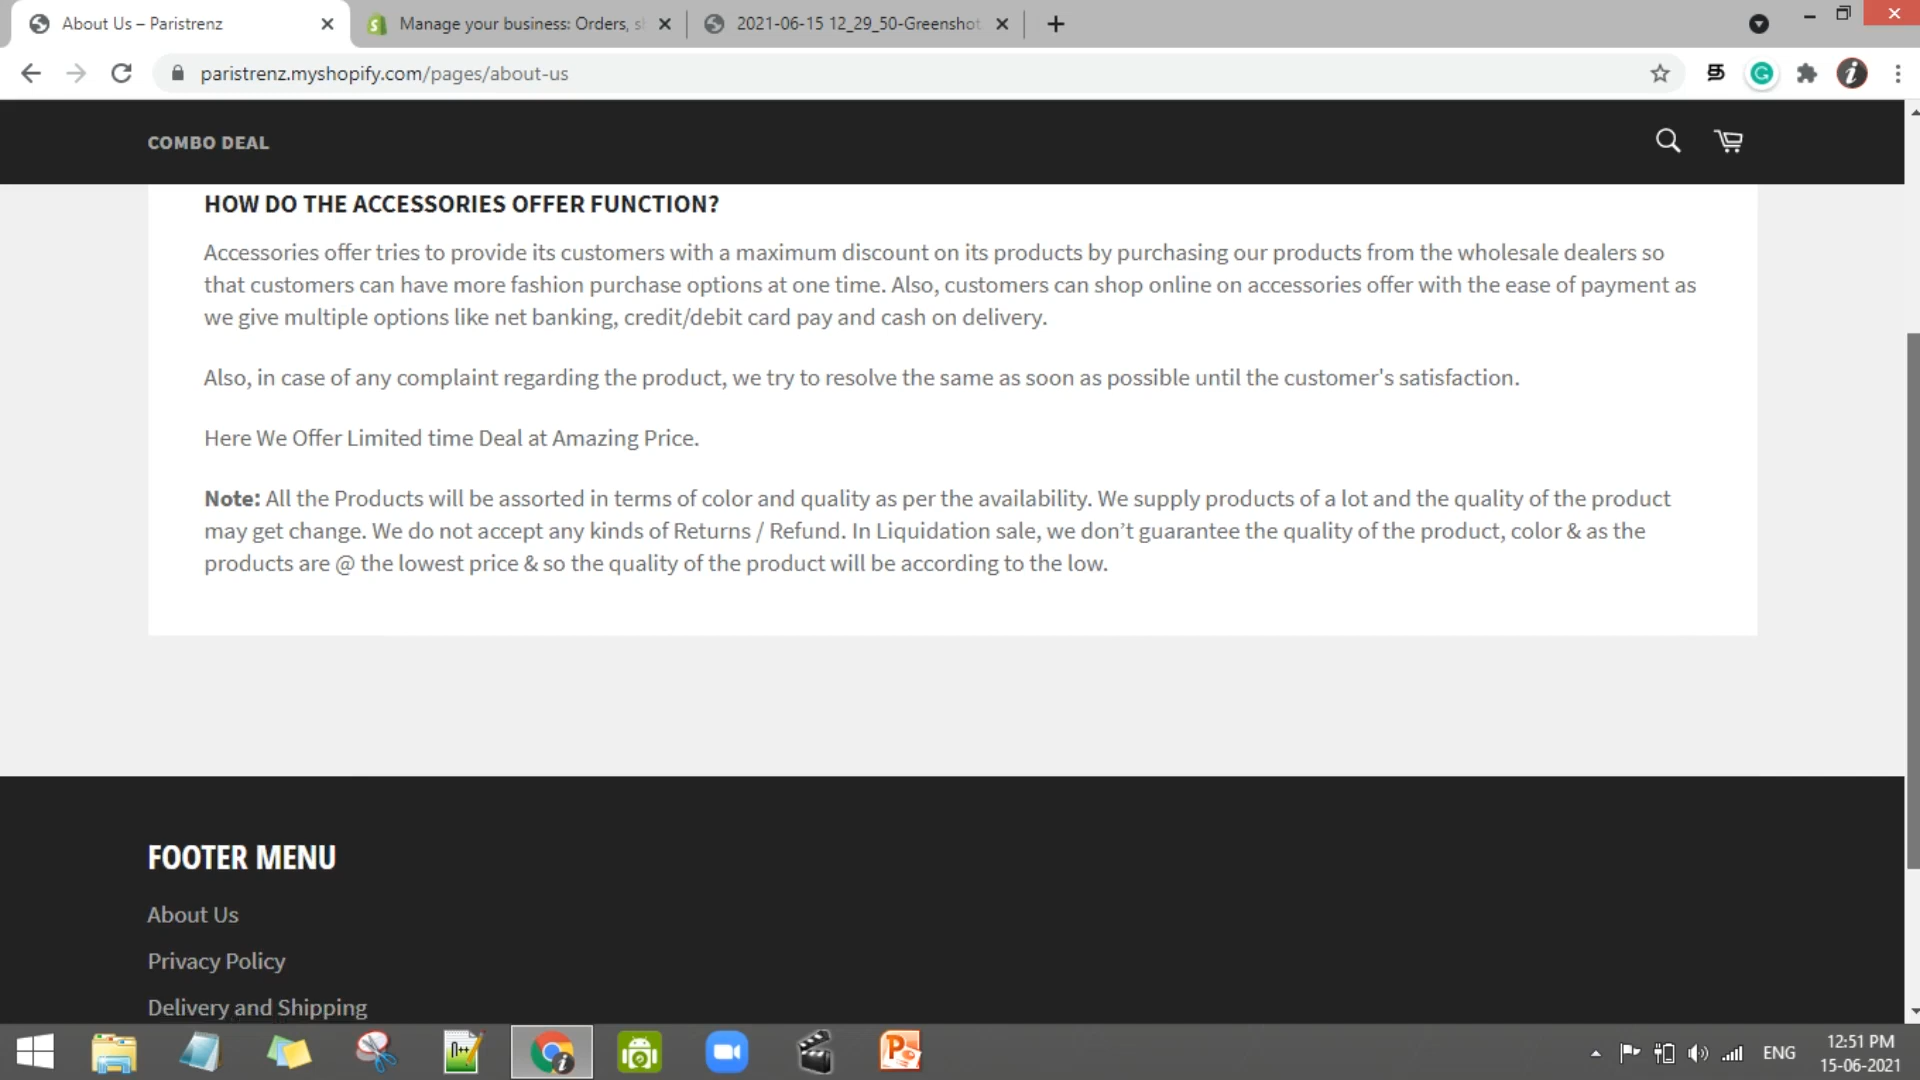 About Us – Paristrenz
Manage your business: Orders, s
2021-06-15 12_29_50-Greenshot
paristrenz.myshopify.com/pages/about-us
COMBO DEAL
HOW DO THE ACCESSORIES OFFER FUNCTION?
Accessories offer tries to provide its customers with a maximum discount on its products by purchasing our products from the wholesale dealers so
that customers can have more fashion purchase options at one time. Also, customers can shop online on accessories offer with the ease of payment as
we give multiple options like net banking, credit/debit card pay and cash on delivery.
Also, in case of any complaint regarding the product, we try to resolve the same as soon as possible until the customer's satisfaction.
Here We Offer Limited time Deal at Amazing Price.
Note: All the Products will be assorted in terms of color and quality as per the availability. We supply products of a lot and the quality of the product
may get change. We do not accept any kinds of Returns / Refund. In Liquidation sale, we don’t guarantee the quality of the product, color & as the
products are @ the lowest price & so the quality of the product will be according to the low.
FOOTER MENU
About Us
Privacy Policy
Delivery and Shipping
ENG
12:51 PM
15-06-2021